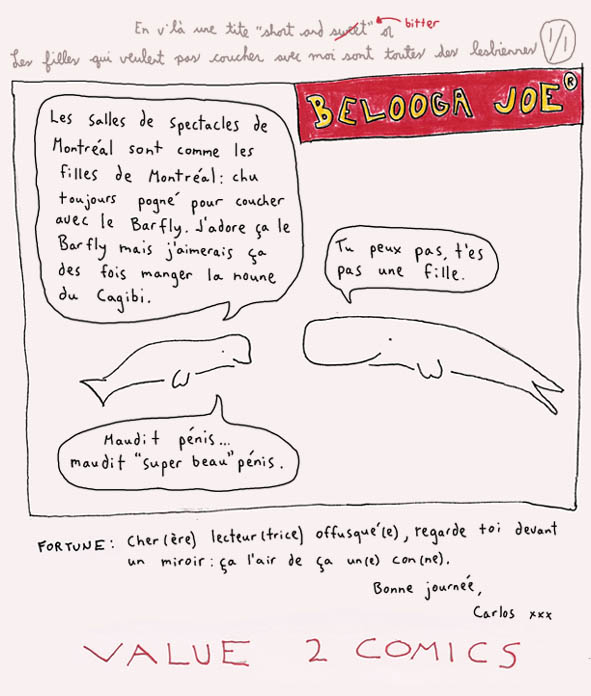 En v'là une tite "short and sweet" st bitter
Les filles qui veulent pas coucher avec moi sont toutes des lesbiennes 1/1
BELOOGA JOE ®
Les salles de spectacles de
Montréal sont comme les
filles de Montréal: chu
toujours pogné pour coucher
avec le Barfly. J'adore ça le
Barfly mais j'aimerais ça
des fois manger la noune
du Cagibi.
Tu peux pas, t'es
pas une fille.
Maudit pénis...
maudit "super beau" pénis.
FORTUNE: Cher(ère) lecteur(trice) offusqué(e), regarde toi devant
un miroir: ça l'air de ça un(e) con(ne).
Bonne journée,
Carlos xxx
VALUE 2 COMICS